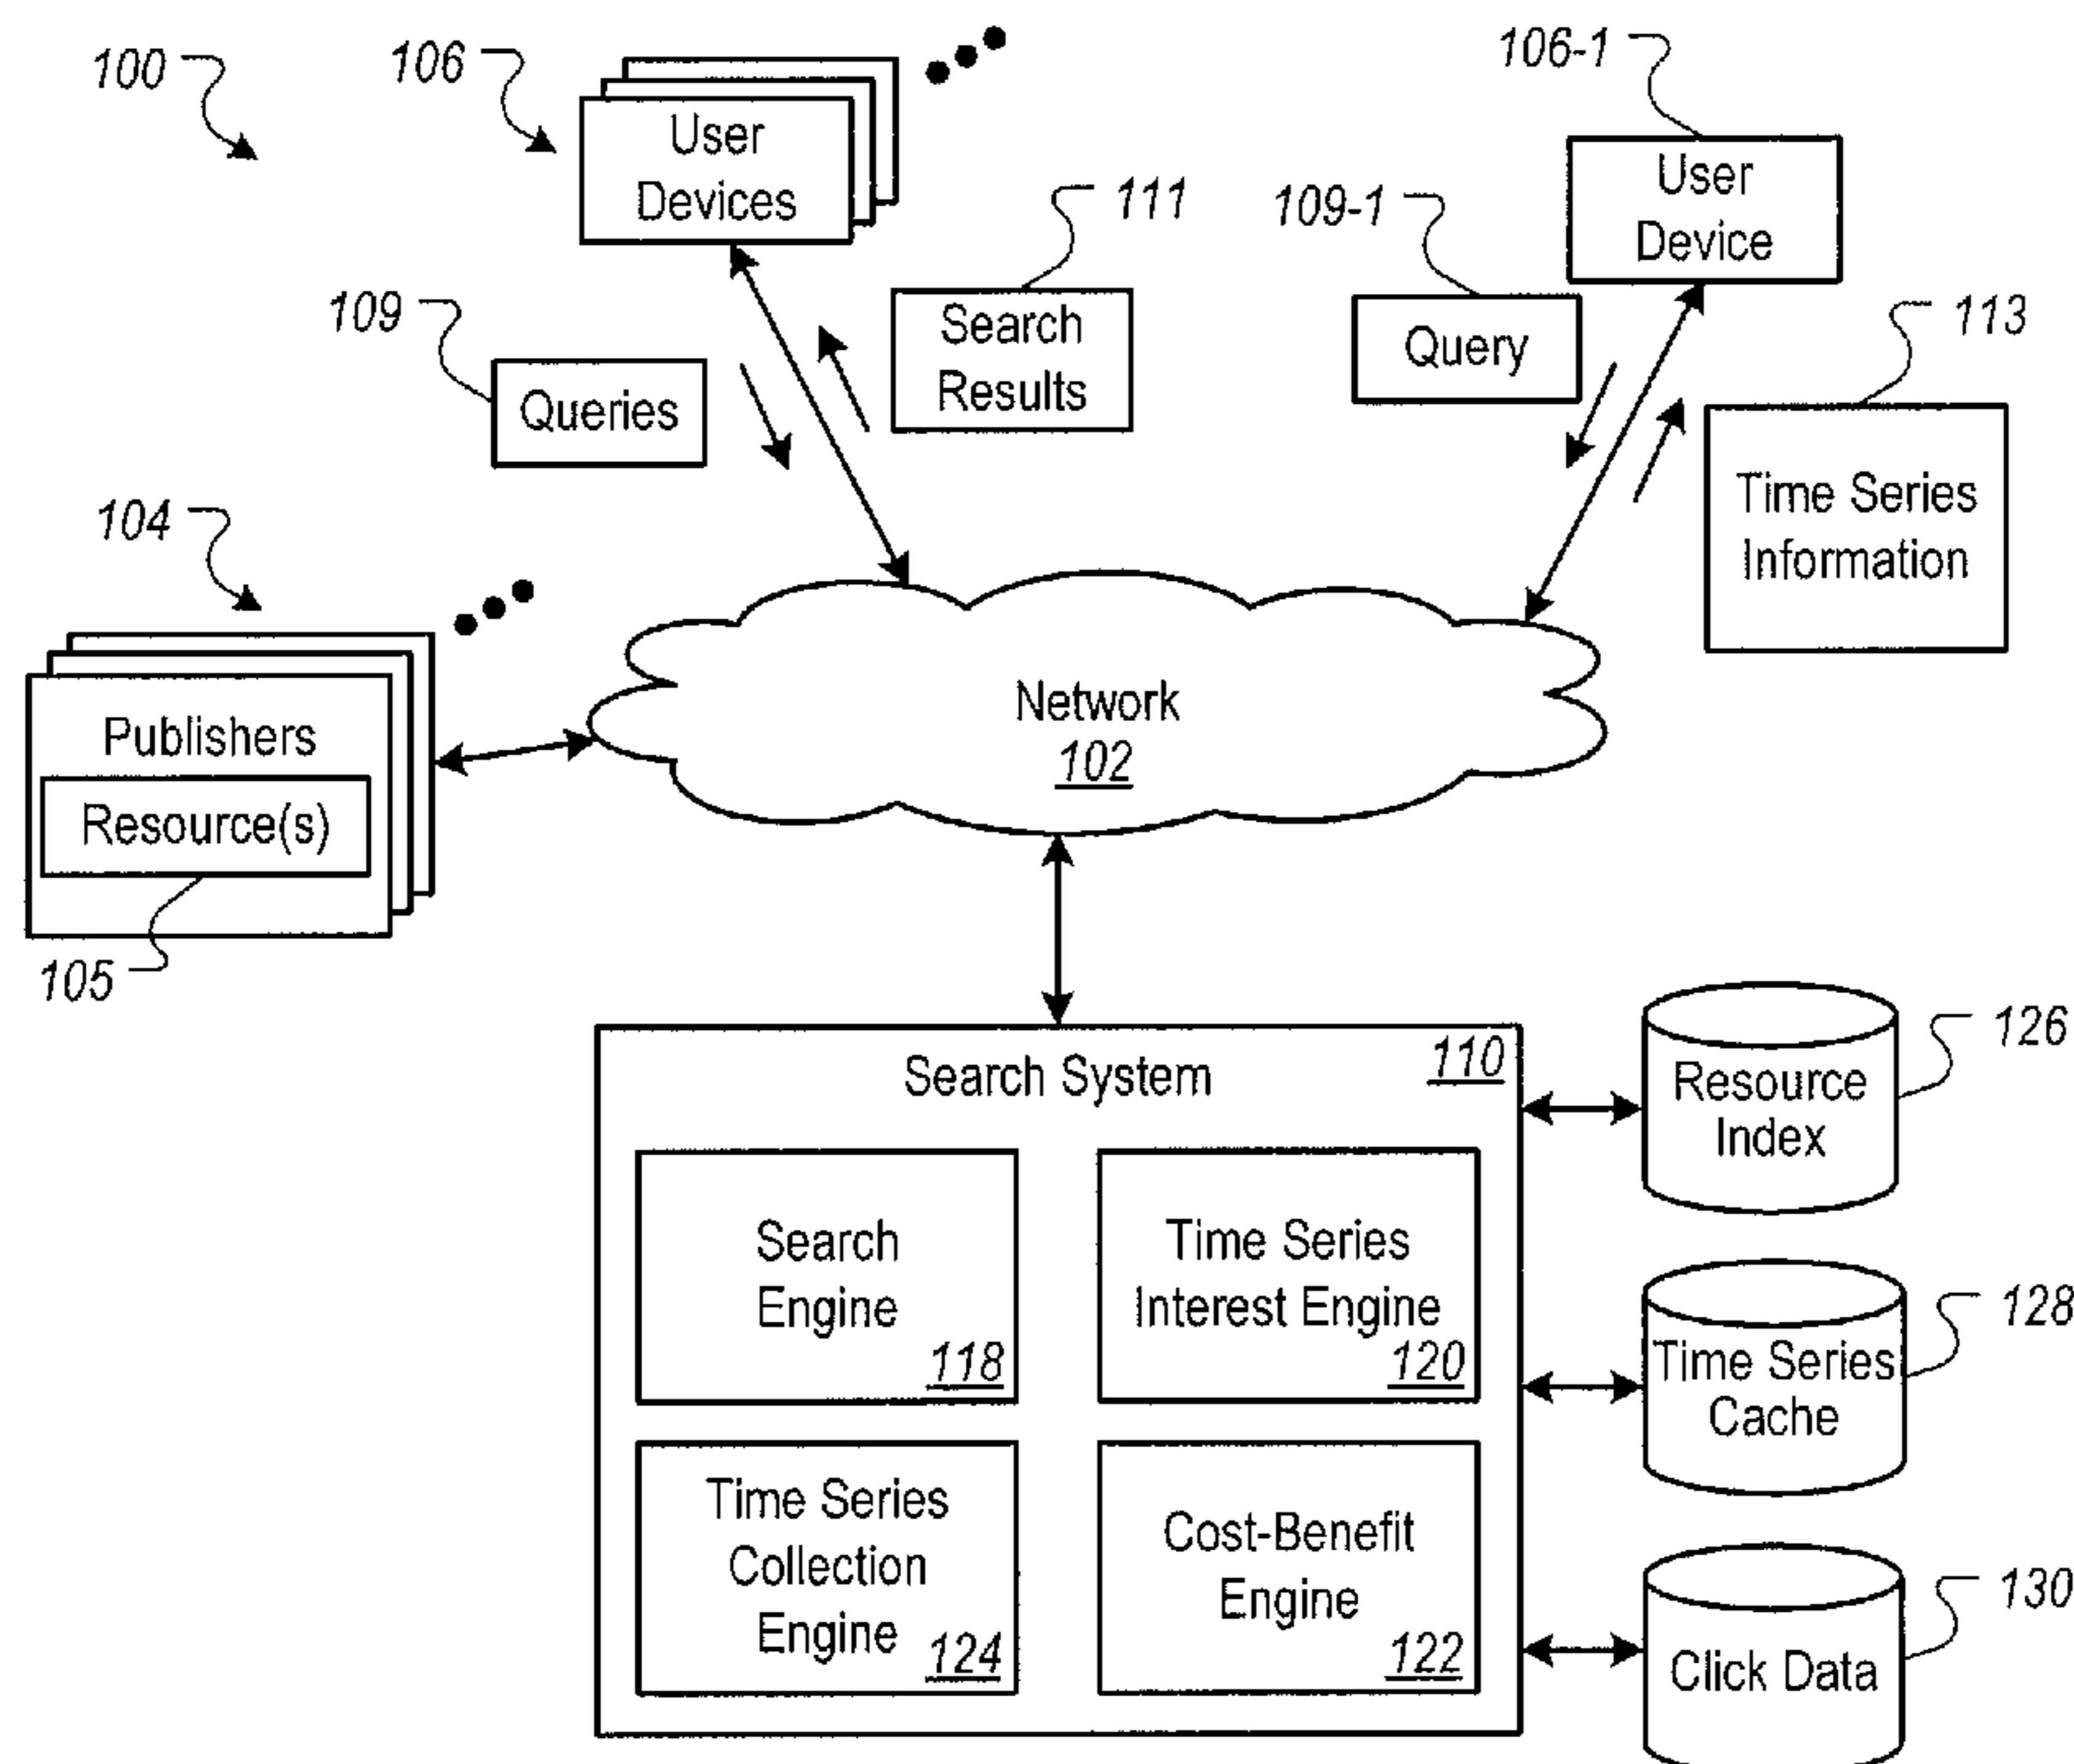 100
106
User
Devices
106-1
User
Device
111
109-1
109
Queries
Search
Results
Query
113
Time Series
Information
104
Publishers
Resource(s)
105
Network
102
Search System
110
Search
Engine
118
Time Series
Interest Engine
120
Time Series
Collection
Engine
124
Cost-Benefit
Engine
122
Resource
Index
126
Time Series
Cache
128
Click Data
130